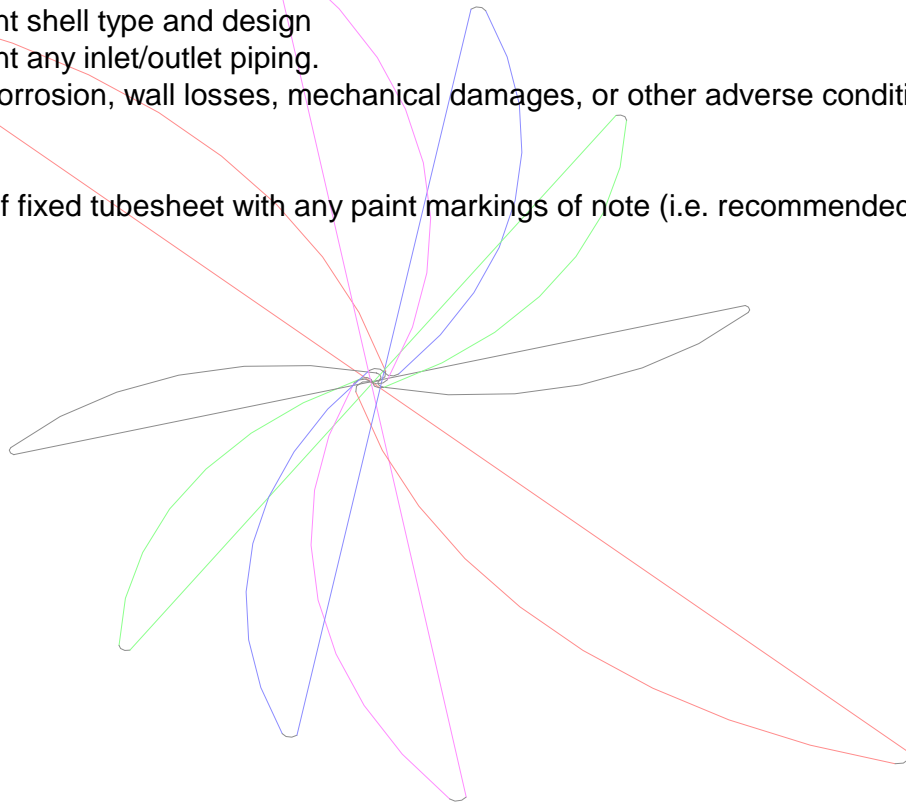 nt shell type and design
nt any inlet/outlet piping.
orrosion, wall losses, mechanical damages, or other adverse conditi
f fixed tubesheet with any paint markings of note (i.e. recommended